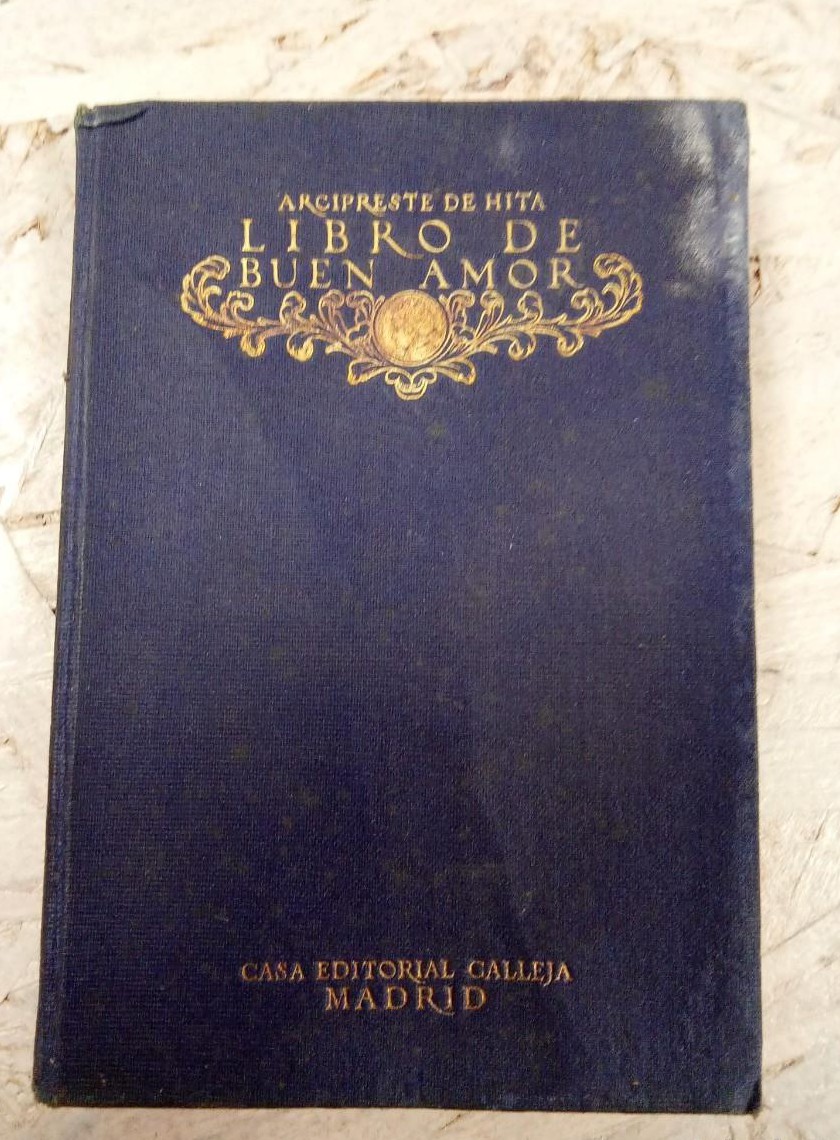 ARCIPRESTE DE HITA
LIBRO DE
BUEN AMOR
CASA EDITORIAL CALLEJA
MADRID